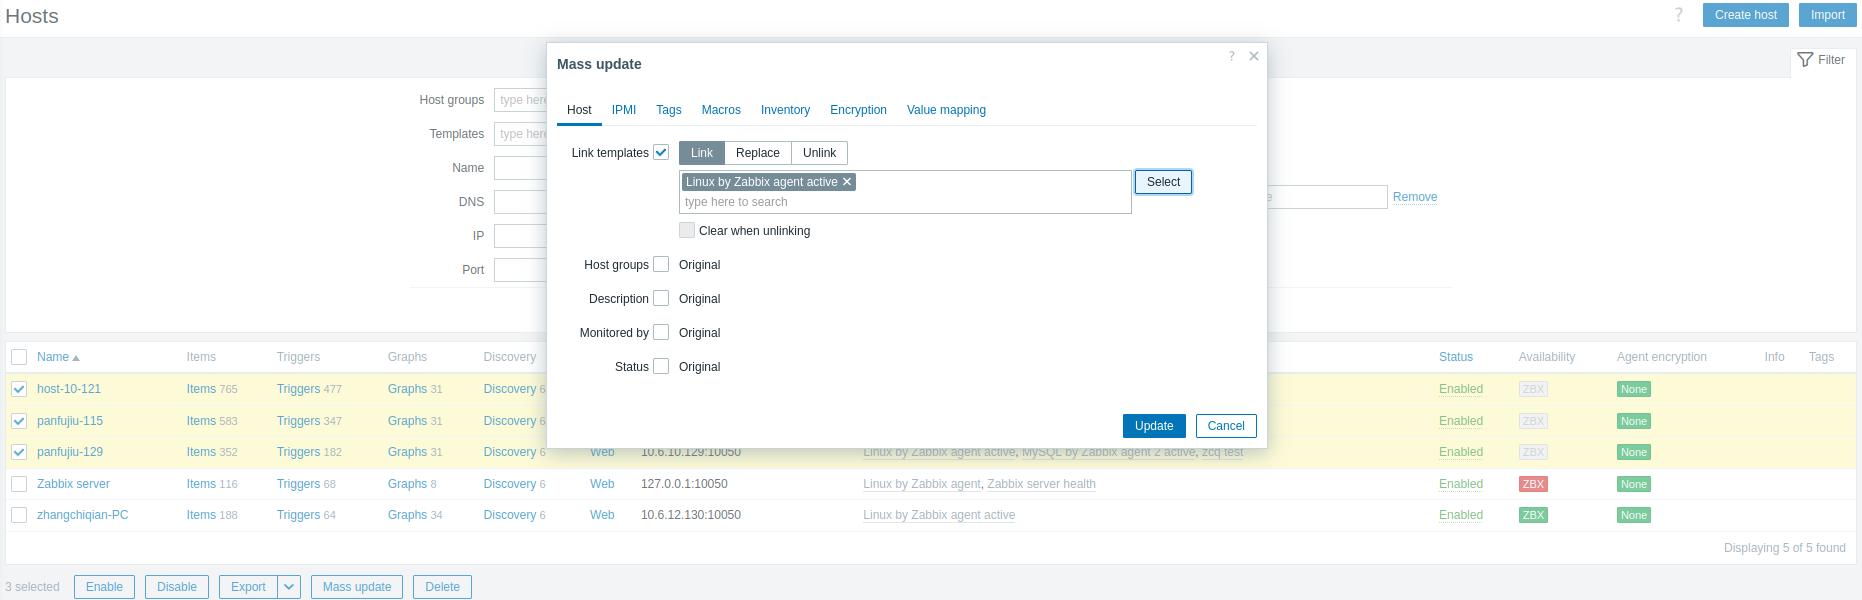 Hosts
? Create host Import
Filter
Mass update
?
Host IPMI Tags Macros Inventory Encryption Value mapping
Link templates Link Replace Unlink
Linux by Zabbix agent active
type here to search
Select
Clear when unlinking
Host groups Original
Description Original
Monitored by Original
Status Original
Update Cancel
Host groups type here
Templates type here
Name
DNS
IP
Port
Remove
Name Items Triggers Graphs Discovery Status Availability Agent encryption Info Tags
host-10-121 Items 765 Triggers 477 Graphs 31 Discovery 6 Enabled ZBX None
panfujiu-115 Items 583 Triggers 347 Graphs 31 Discovery 6 Enabled ZBX None
panfujiu-129 Items 352 Triggers 182 Graphs 31 Discovery 6 Web 10.6.10.129:10050 Linux by Zabbix agent active, MySQL by Zabbix agent 2 active, zcq test Enabled ZBX None
Zabbix server Items 116 Triggers 68 Graphs 8 Discovery 6 Web 127.0.0.1:10050 Linux by Zabbix agent, Zabbix server health Enabled ZBX None
zhangchiqian-PC Items 188 Triggers 64 Graphs 34 Discovery 6 Web 10.6.12.130:10050 Linux by Zabbix agent active Enabled ZBX None
Displaying 5 of 5 found
3 selected Enable Disable Export Mass update Delete